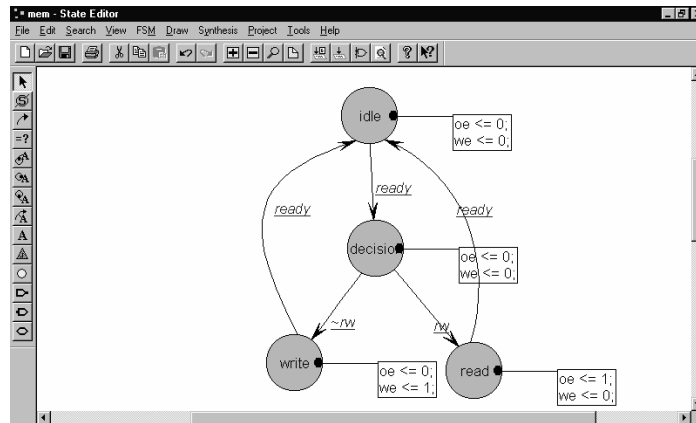 mem - State Editor
File Edit Search View FSM Draw Synthesis Project Tools Help
=?
A
idle
oe <= 0;
we <= 0;
ready
ready
ready
decision
oe <= 0;
we <= 0;
~rw
rw
write
oe <= 0;
we <= 1;
read
oe <= 1;
we <= 0;